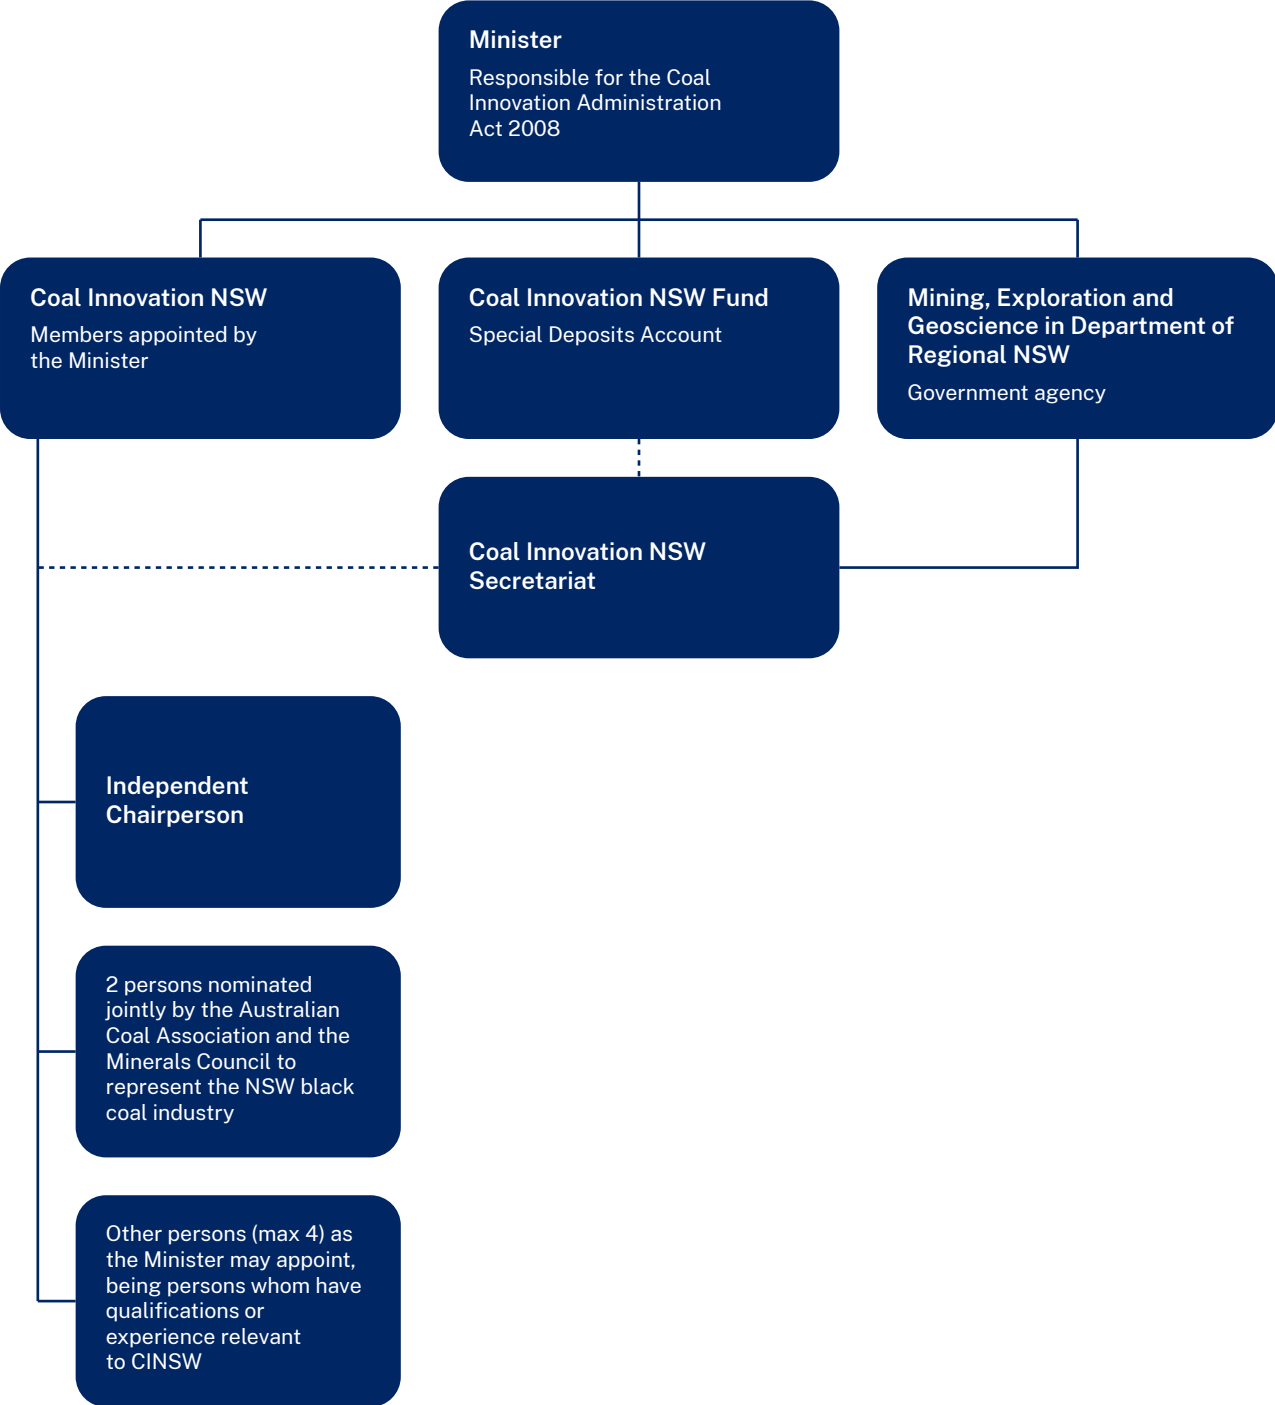 Minister
Responsible for the Coal
Innovation Administration
Act 2008
Coal Innovation NSW
Members appointed by
the Minister
Coal Innovation NSW Fund
Special Deposits Account
Mining, Exploration and
Geoscience in Department of
Regional NSW
Government agency
Coal Innovation NSW
Secretariat
Independent
Chairperson
2 persons nominated
jointly by the Australian
Coal Association and the
Minerals Council to
represent the NSW black
coal industry
Other persons (max 4) as
the Minister may appoint,
being persons whom have
qualifications or
experience relevant
to CINSW